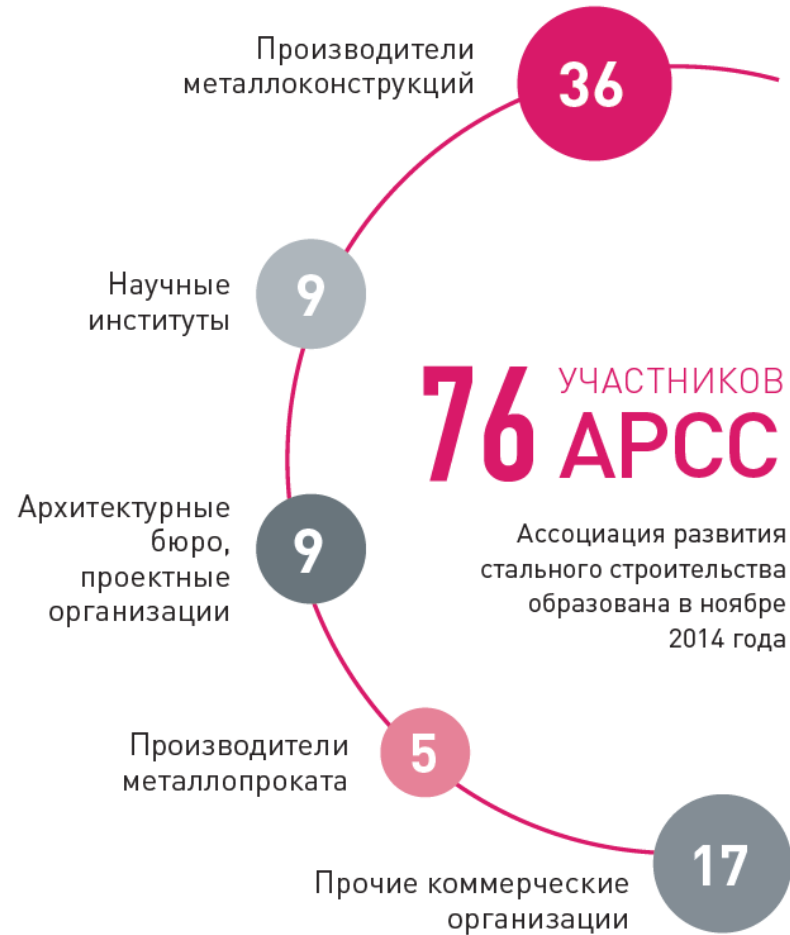 Производители
металлоконструкций
36
Научные
институты
9
76
УЧАСТНИКОВ
АРСС
Архитектурные
бюро,
проектные
организации
9
Ассоциация развития
стального строительства
образована в ноябре
2014 года
Производители
металлопроката
5
Прочие коммерческие
организации
17